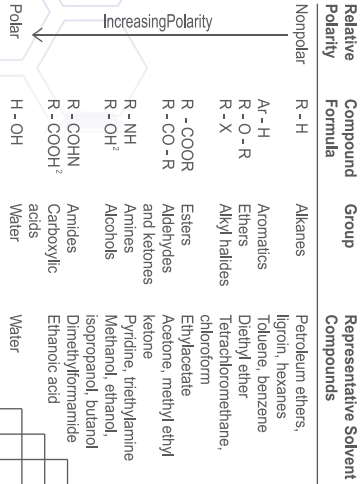 Relative Polarity	Compound Formula	Group	Representative Solvent Compounds
Nonpolar	R - H	Alkanes	Petroleum ethers,
ligroin, hexanes
Ar - H	Aromatics	Toluene, benzene
R - O - R	Ethers	Diethyl ether
R - X	Alkyl halides	Tetrachloromethane,
chloroform
IncreasingPolarity
R - COOR	Esters	Ethylacetate
R - CO - R	Aldehydes	Acetone, methyl ethyl
and ketones	ketone
R - NH	Amines	Pyridine, triethylamine
R - OH²	Alcohols	Methanol, ethanol,
isopropanol, butanol
R - COHN	Amides	Dimethylformamide
R - COOH²	Carboxylic	Ethanoic acid
acids
Polar	H - OH	Water	Water